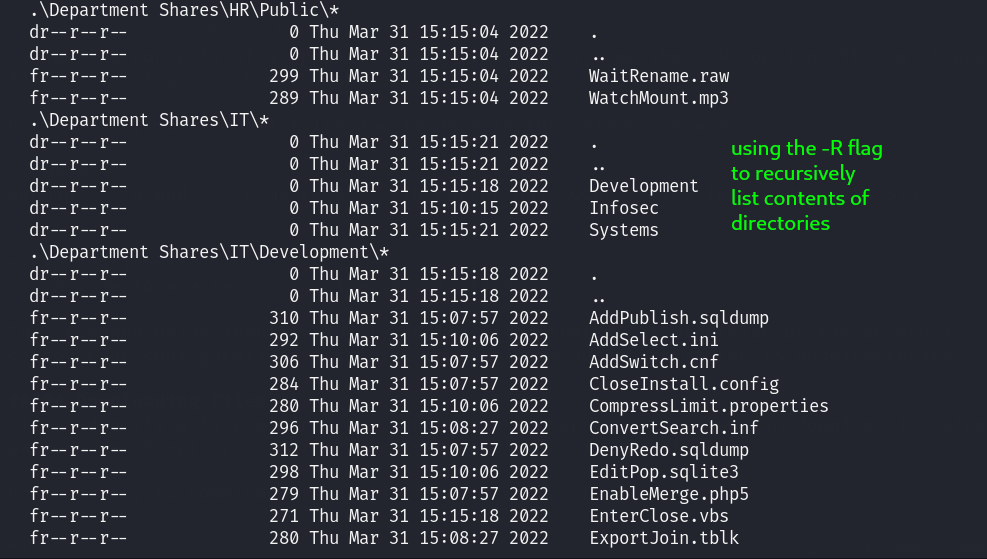 .\Department Shares\HR\Public\*
dr--r--r-- 0 Thu Mar 31 15:15:04 2022 .
dr--r--r-- 0 Thu Mar 31 15:15:04 2022 ..
fr--r--r-- 299 Thu Mar 31 15:15:04 2022 WaitRename.raw
fr--r--r-- 289 Thu Mar 31 15:15:04 2022 WatchMount.mp3
.\Department Shares\IT\*
dr--r--r-- 0 Thu Mar 31 15:15:21 2022 .
dr--r--r-- 0 Thu Mar 31 15:15:21 2022 ..
dr--r--r-- 0 Thu Mar 31 15:15:18 2022 Development
dr--r--r-- 0 Thu Mar 31 15:10:15 2022 Infosec
dr--r--r-- 0 Thu Mar 31 15:15:21 2022 Systems
using the -R flag
to recursively
list contents of
directories
.\Department Shares\IT\Development\*
dr--r--r-- 0 Thu Mar 31 15:15:18 2022 .
dr--r--r-- 0 Thu Mar 31 15:15:18 2022 ..
fr--r--r-- 310 Thu Mar 31 15:07:57 2022 AddPublish.sqldump
fr--r--r-- 292 Thu Mar 31 15:10:06 2022 AddSelect.ini
fr--r--r-- 306 Thu Mar 31 15:07:57 2022 AddSwitch.cnf
fr--r--r-- 284 Thu Mar 31 15:07:57 2022 CloseInstall.config
fr--r--r-- 280 Thu Mar 31 15:10:06 2022 CompressLimit.properties
fr--r--r-- 296 Thu Mar 31 15:08:27 2022 ConvertSearch.inf
fr--r--r-- 312 Thu Mar 31 15:07:57 2022 DenyRedo.sqldump
fr--r--r-- 298 Thu Mar 31 15:10:06 2022 EditPop.sqlite3
fr--r--r-- 279 Thu Mar 31 15:07:57 2022 EnableMerge.php5
fr--r--r-- 271 Thu Mar 31 15:15:18 2022 EnterClose.vbs
fr--r--r-- 280 Thu Mar 31 15:08:27 2022 ExportJoin.tblk